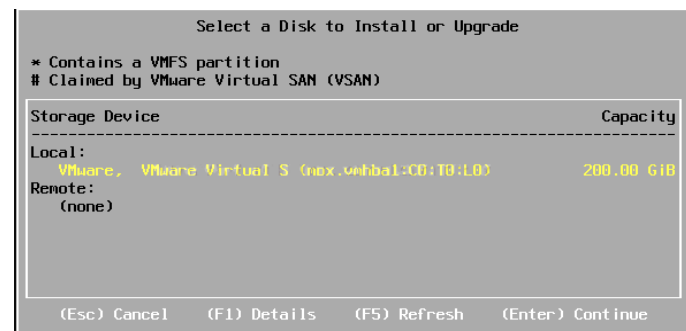 Select a Disk to Install or Upgrade
* Contains a VMFS partition
# Claimed by VMware Virtual SAN (VSAN)
Storage Device Capacity
Local:
VMware, VMware Virtual S (mpx.vmhba1:C0:T0:L0) 200.00 GiB
Remote:
(none)
(Esc) Cancel (F1) Details (F5) Refresh (Enter) Continue